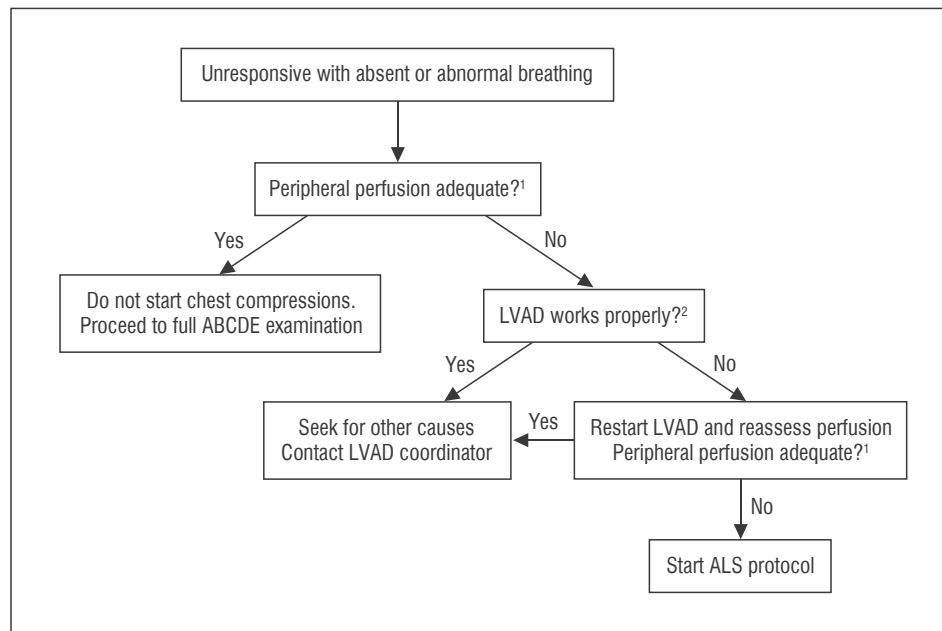 Unresponsive with absent or abnormal breathing
Peripheral perfusion adequate?¹
Yes
No
Do not start chest compressions.
Proceed to full ABCDE examination
LVAD works properly?²
Yes
No
Seek for other causes
Contact LVAD coordinator
Yes
Restart LVAD and reassess perfusion
Peripheral perfusion adequate?¹
No
Start ALS protocol